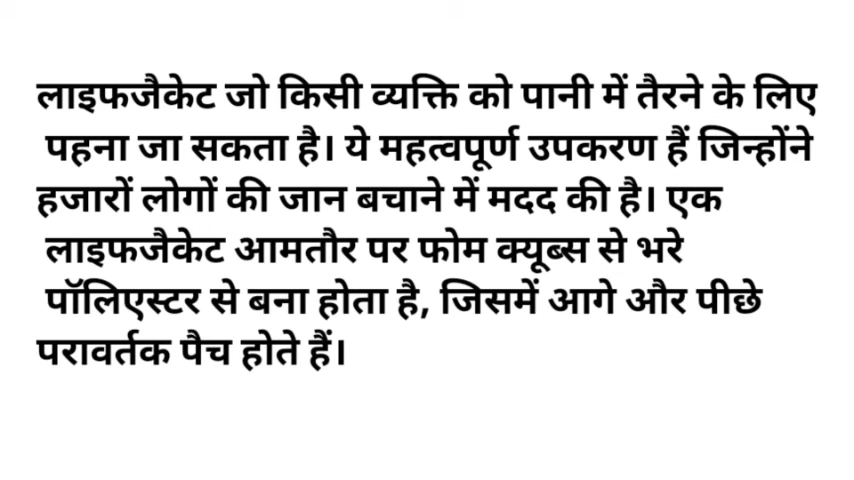 लाइफजैकेट जो किसी व्यक्ति को पानी में तैरने के लिए
पहना जा सकता है। ये महत्वपूर्ण उपकरण हैं जिन्होंने
हजारों लोगों की जान बचाने में मदद की है। एक
लाइफजैकेट आमतौर पर फोम क्यूब्स से भरे
पॉलिएस्टर से बना होता है, जिसमें आगे और पीछे
परावर्तक पैच होते हैं।